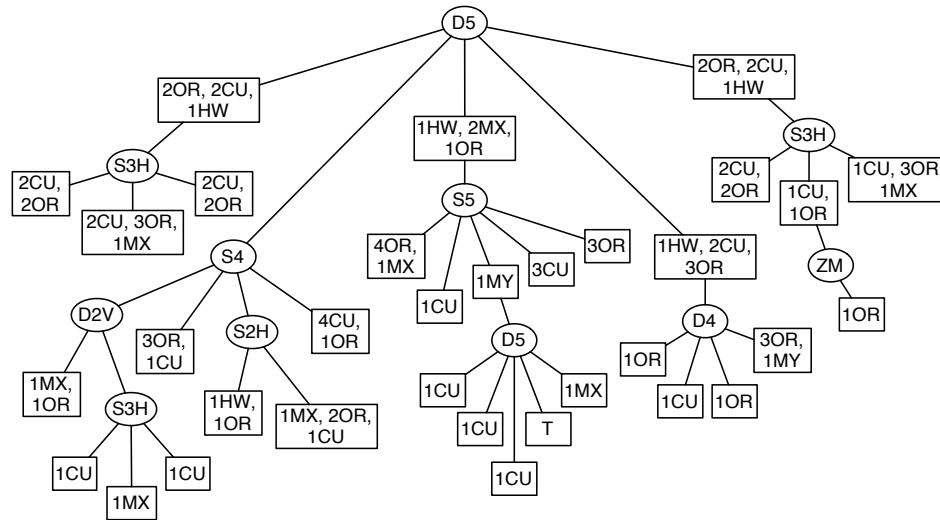 D5
2OR, 2CU,
1HW
2OR, 2CU,
1HW
1HW, 2MX,
1OR
S3H
S3H
2CU,
2OR
2CU, 3OR,
1MX
2CU,
2OR
2CU,
2OR
1CU,
1OR
1CU, 3OR
1MX
S5
4OR,
1MX
1CU
1MY
3CU
3OR
1HW, 2CU,
3OR
ZM
1OR
S4
D2V
3OR,
1CU
S2H
4CU,
1OR
D5
D4
1OR
1CU
1OR
3OR,
1MY
1MX,
1OR
S3H
1HW,
1OR
1MX, 2OR,
1CU
1CU
1CU
1CU
T
1MX
1CU
1MX
1CU